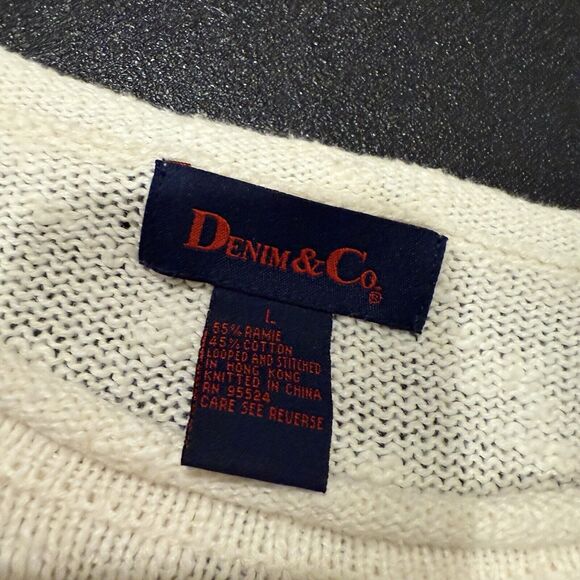 DENIM & CO.®
L
55% RAMIE
45% COTTON
LOOPED AND STITCHED
IN HONG KONG
KNITTED IN CHINA
RN 95524
CARE SEE REVERSE